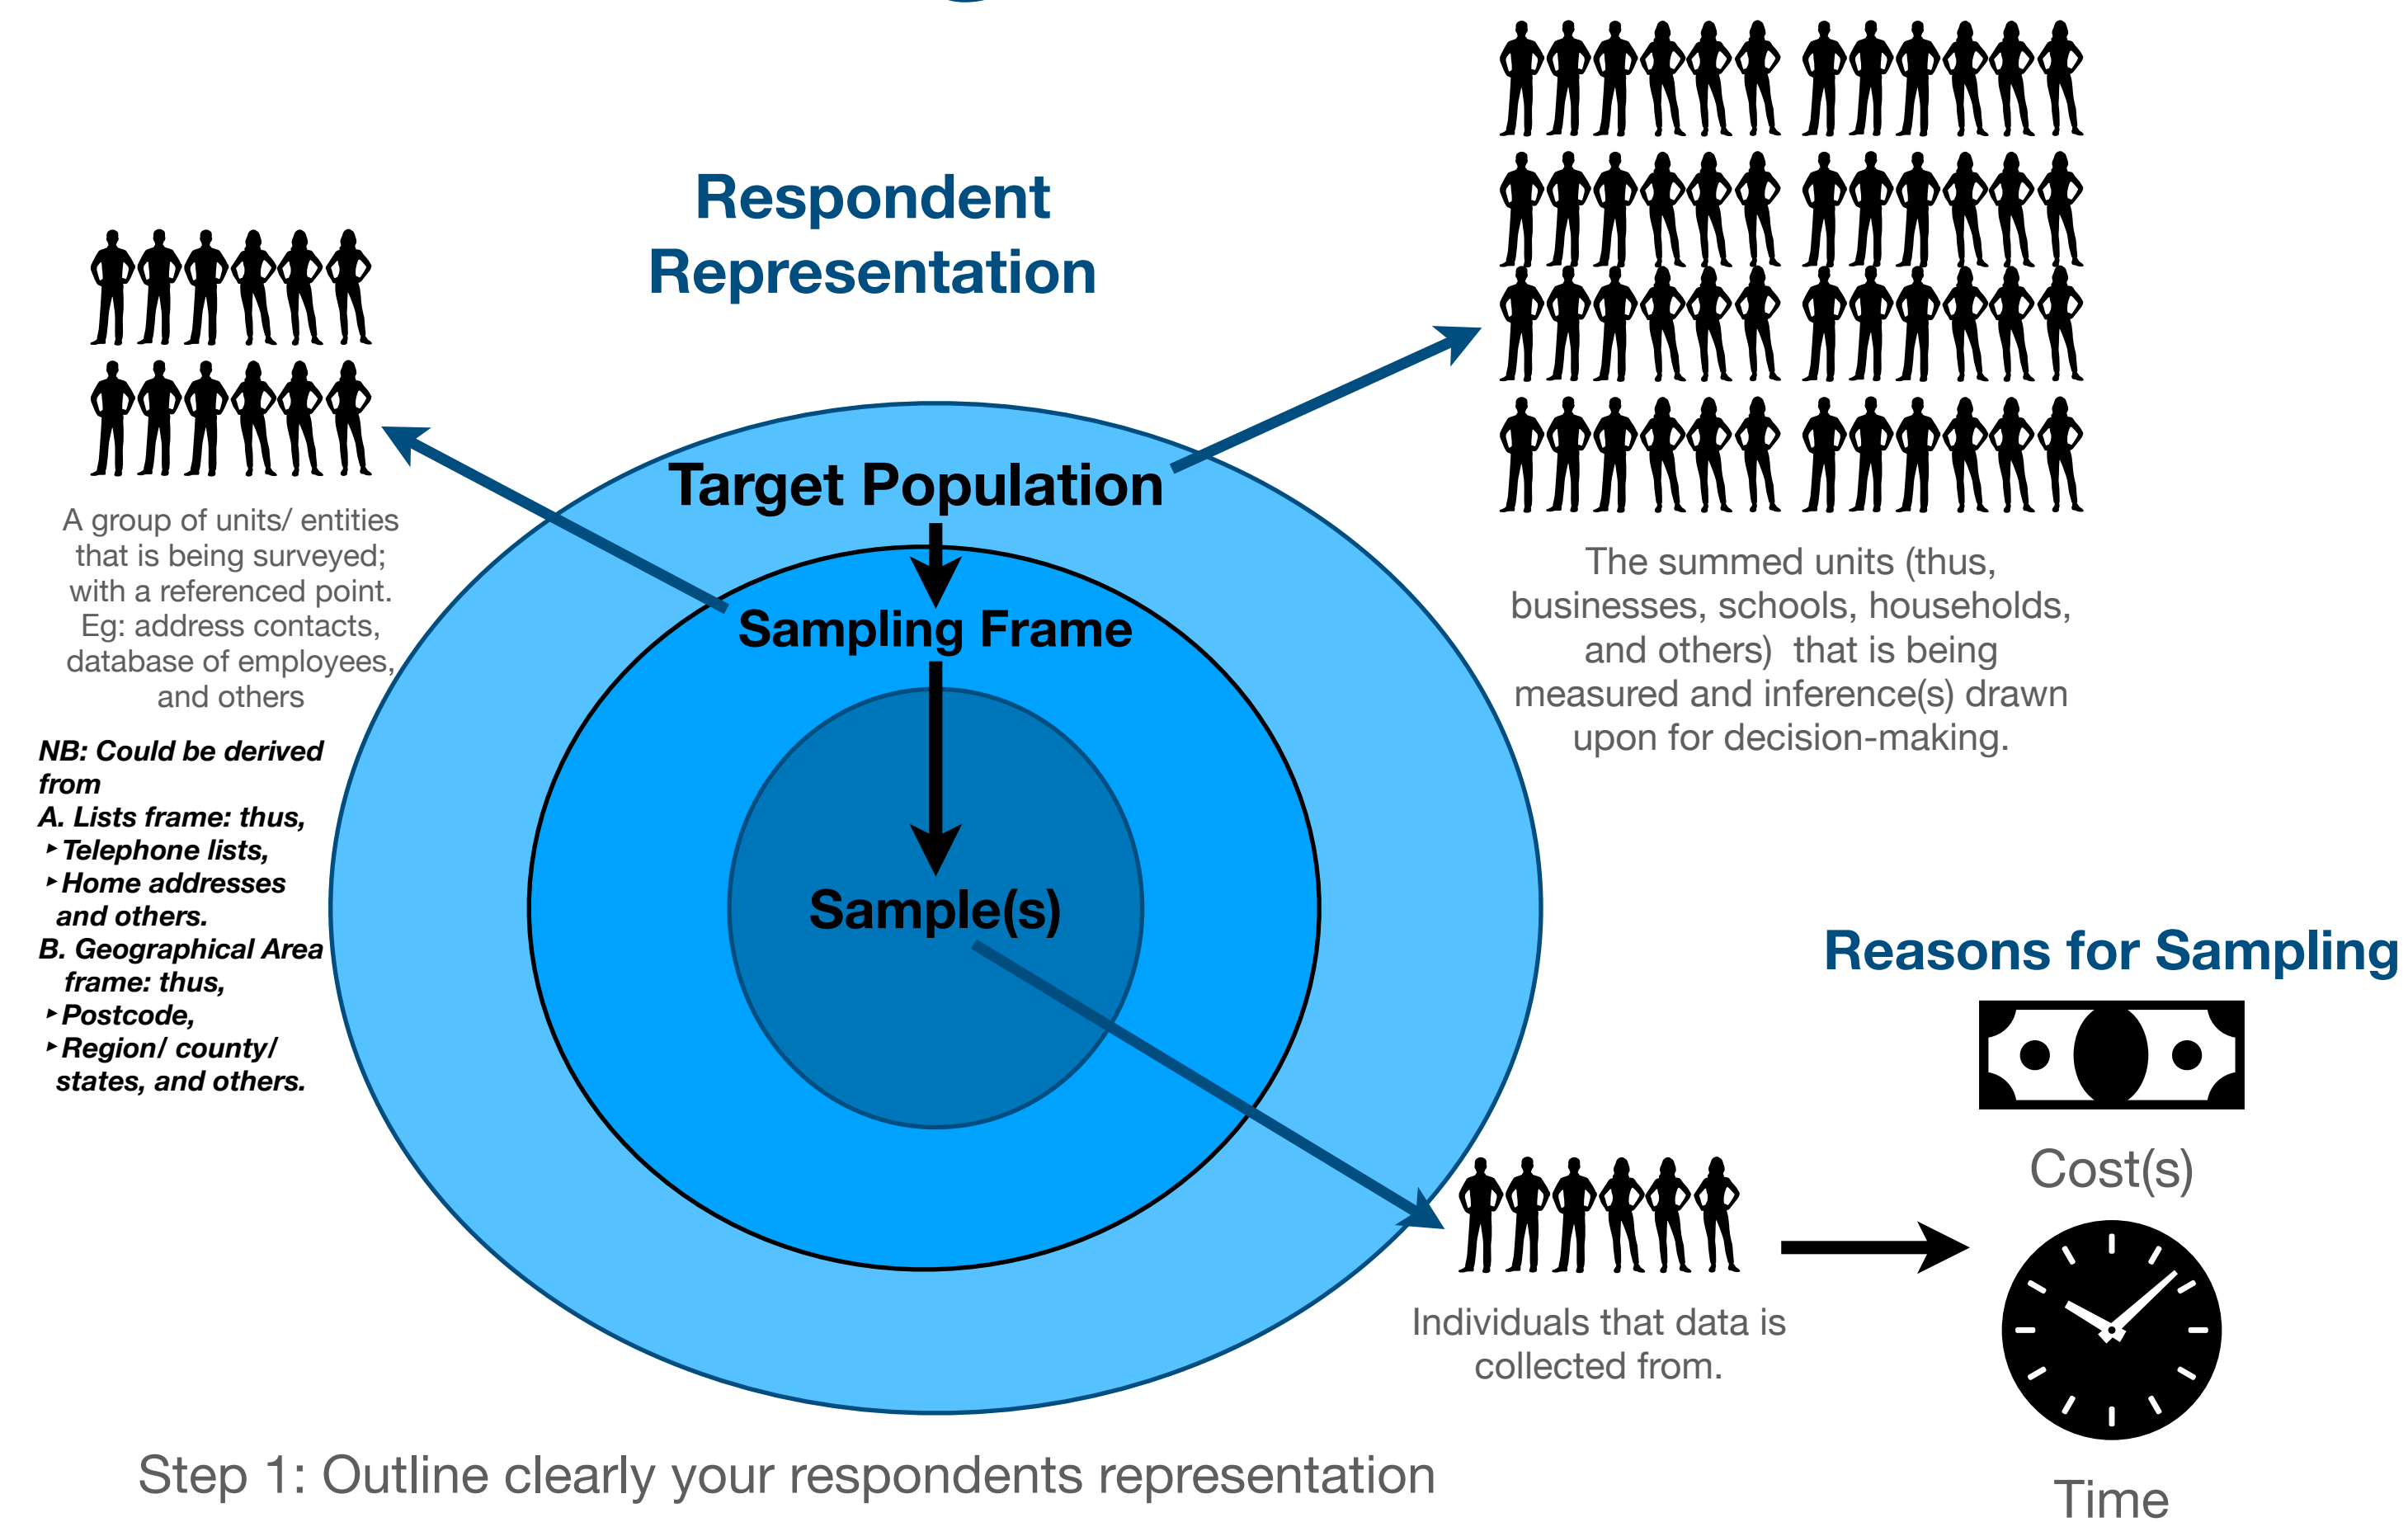 Respondent
Representation
A group of units/ entities
that is being surveyed;
with a referenced point.
Eg: address contacts,
database of employees,
and others
NB: Could be derived
from
A. Lists frame: thus,
‣ Telephone lists,
‣ Home addresses
and others.
B. Geographical Area
frame: thus,
‣ Postcode,
‣ Region/ county/
states, and others.
Target Population
Sampling Frame
Sample(s)
The summed units (thus,
businesses, schools, households,
and others)  that is being
measured and inference(s) drawn
upon for decision-making.
Reasons for Sampling
Cost(s)
Time
Individuals that data is
collected from.
Step 1: Outline clearly your respondents representation